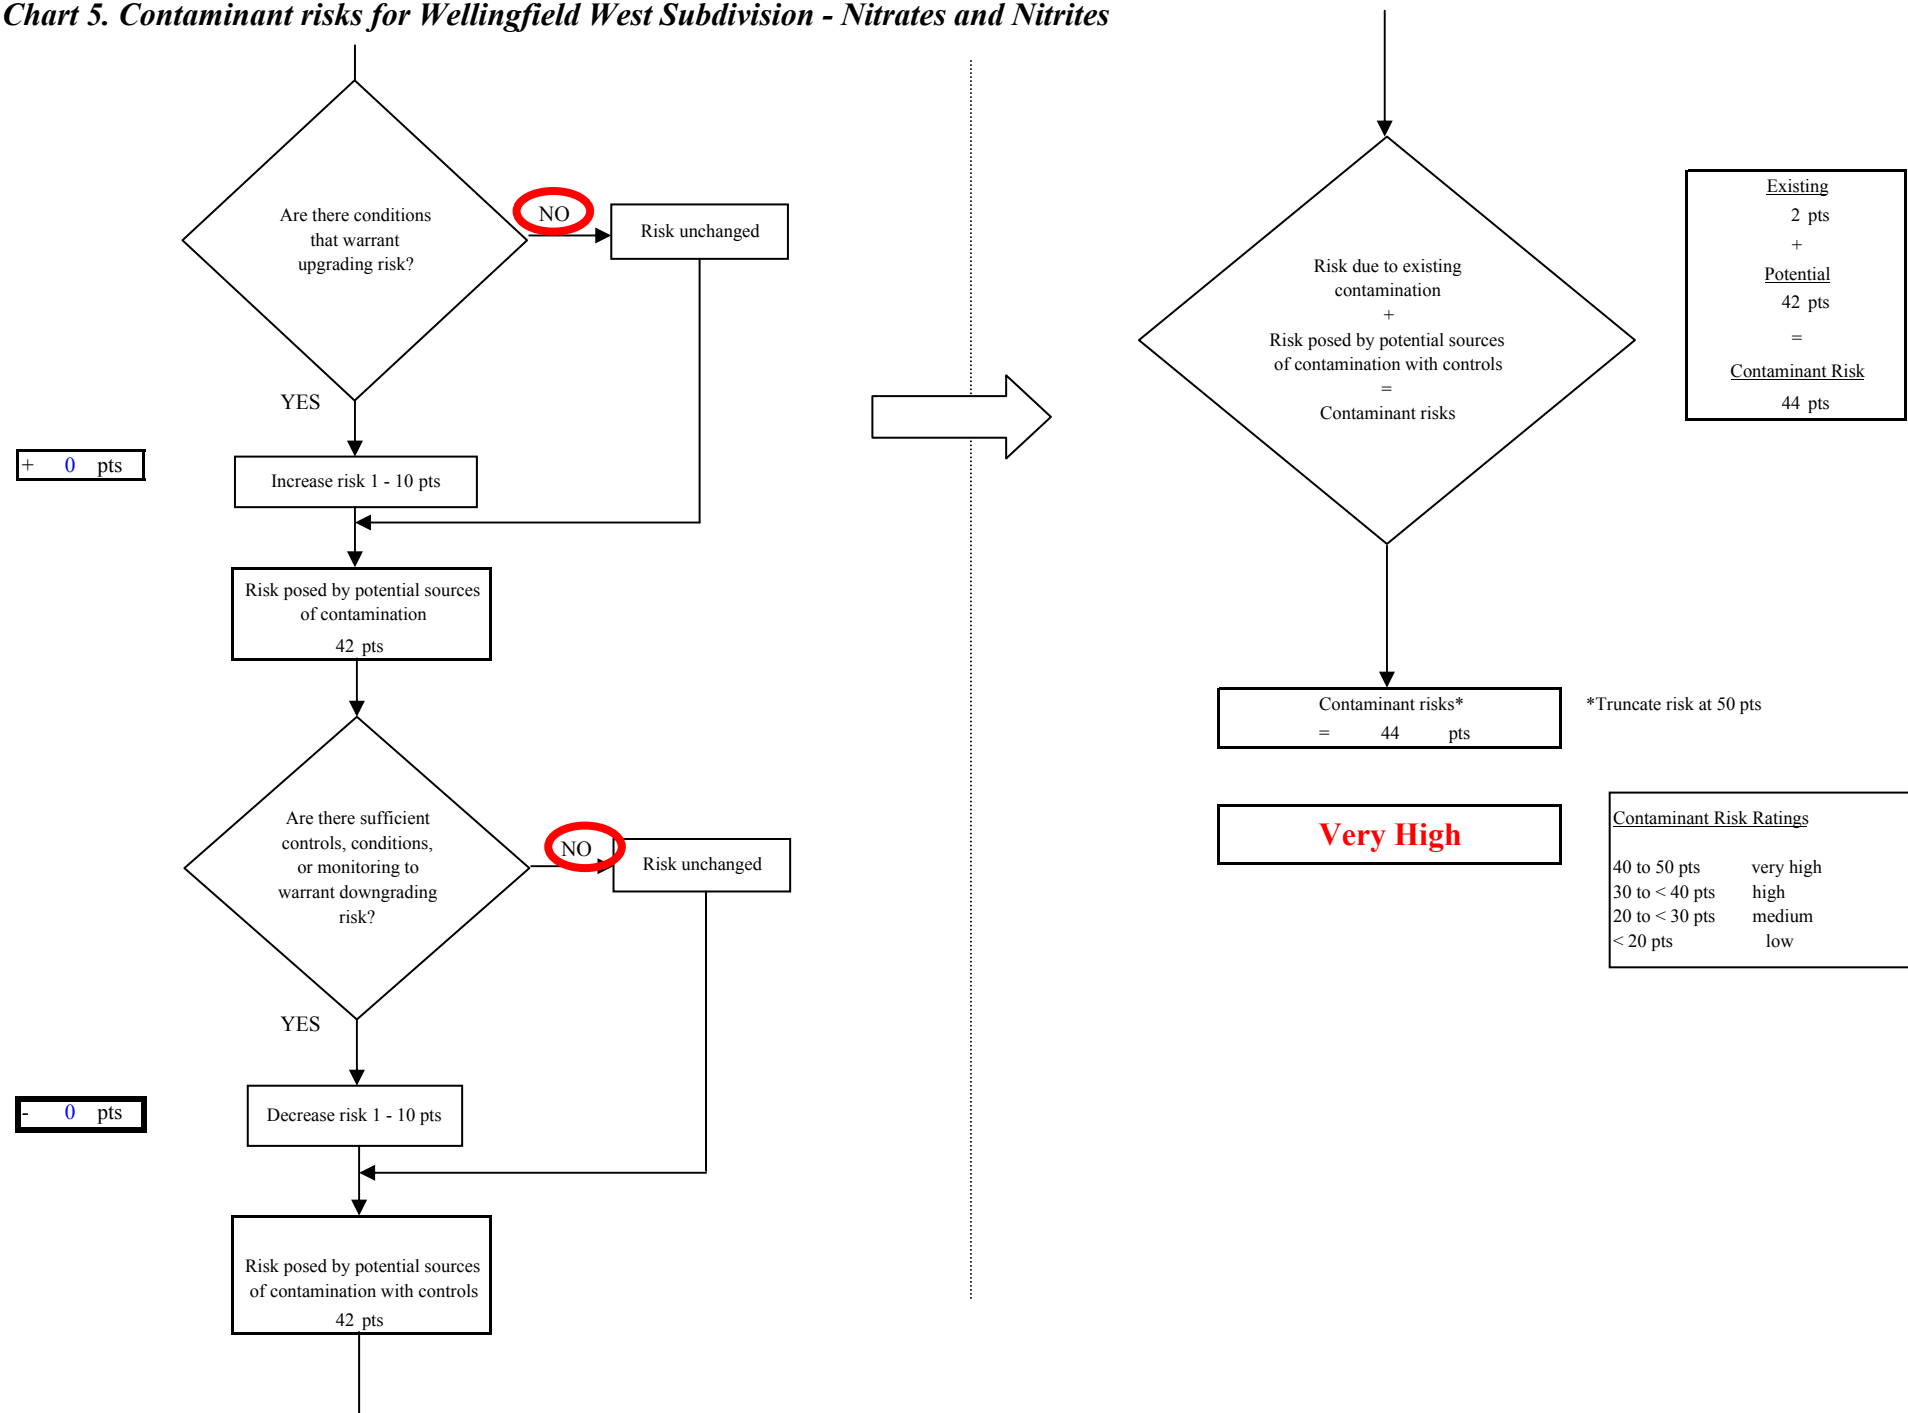 Chart 5. Contaminant risks for Wellingfield West Subdivision - Nitrates and Nitrites
Are there conditions
that warrant
upgrading risk?
NO
Risk unchanged
YES
+ 0 pts
Increase risk 1 - 10 pts
Risk posed by potential sources
of contamination
42 pts
Are there sufficient
controls, conditions,
or monitoring to
warrant downgrading
risk?
NO
Risk unchanged
YES
- 0 pts
Decrease risk 1 - 10 pts
Risk posed by potential sources
of contamination with controls
42 pts
Risk due to existing
contamination
+
Risk posed by potential sources
of contamination with controls
=
Contaminant risks
Existing
2 pts
+
Potential
42 pts
=
Contaminant Risk
44 pts
Contaminant risks*
= 44 pts
*Truncate risk at 50 pts
Very High
Contaminant Risk Ratings
40 to 50 pts very high
30 to < 40 pts high
20 to < 30 pts medium
< 20 pts low